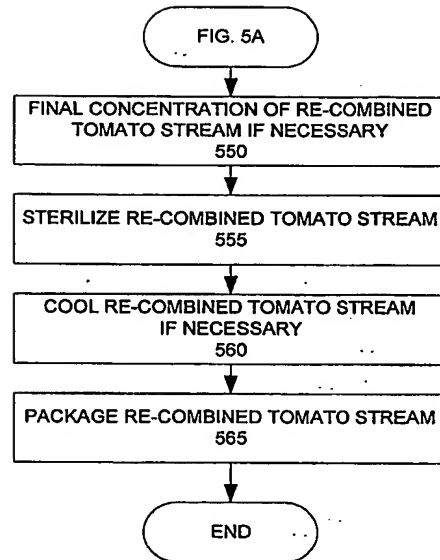 FIG. 5A
FINAL CONCENTRATION OF RE-COMBINED
TOMATO STREAM IF NECESSARY
550
STERILIZE RE-COMBINED TOMATO STREAM
555
COOL RE-COMBINED TOMATO STREAM
IF NECESSARY
560
PACKAGE RE-COMBINED TOMATO STREAM
565
END